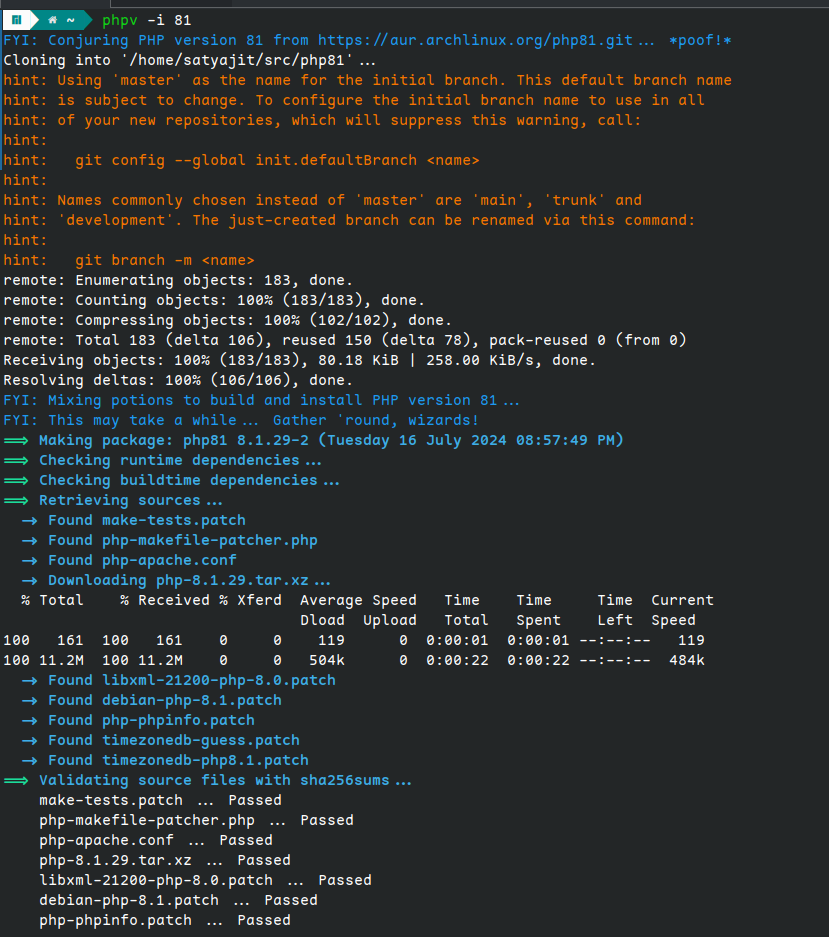 ~ phpv -i 81
FYI: Conjuring PHP version 81 from https://aur.archlinux.org/php81.git... *poof!*
Cloning into '/home/satyajit/src/php81'...
hint: Using 'master' as the name for the initial branch. This default branch name
hint: is subject to change. To configure the initial branch name to use in all
hint: of your new repositories, which will suppress this warning, call:
hint:
hint:   git config --global init.defaultBranch <name>
hint:
hint: Names commonly chosen instead of 'master' are 'main', 'trunk' and
hint: 'development'. The just-created branch can be renamed via this command:
hint:
hint:   git branch -m <name>
remote: Enumerating objects: 183, done.
remote: Counting objects: 100% (183/183), done.
remote: Compressing objects: 100% (102/102), done.
remote: Total 183 (delta 106), reused 150 (delta 78), pack-reused 0 (from 0)
Receiving objects: 100% (183/183), 80.18 KiB | 258.00 KiB/s, done.
Resolving deltas: 100% (106/106), done.
FYI: Mixing potions to build and install PHP version 81...
FYI: This may take a while... Gather 'round, wizards!
==> Making package: php81 8.1.29-2 (Tuesday 16 July 2024 08:57:49 PM)
==> Checking runtime dependencies...
==> Checking buildtime dependencies...
==> Retrieving sources...
  -> Found make-tests.patch
  -> Found php-makefile-patcher.php
  -> Found php-apache.conf
  -> Downloading php-8.1.29.tar.xz...
  % Total    % Received % Xferd  Average Speed   Time    Time     Time  Current
                                 Dload  Upload   Total   Spent    Left  Speed
100   161  100   161    0     0    119      0  0:00:01  0:00:01 --:--:--   119
100 11.2M  100 11.2M    0     0   504k      0  0:00:22  0:00:22 --:--:--  484k
  -> Found libxml-21200-php-8.0.patch
  -> Found debian-php-8.1.patch
  -> Found php-phpinfo.patch
  -> Found timezonedb-guess.patch
  -> Found timezonedb-php8.1.patch
==> Validating source files with sha256sums...
    make-tests.patch ... Passed
    php-makefile-patcher.php ... Passed
    php-apache.conf ... Passed
    php-8.1.29.tar.xz ... Passed
    libxml-21200-php-8.0.patch ... Passed
    debian-php-8.1.patch ... Passed
    php-phpinfo.patch ... Passed